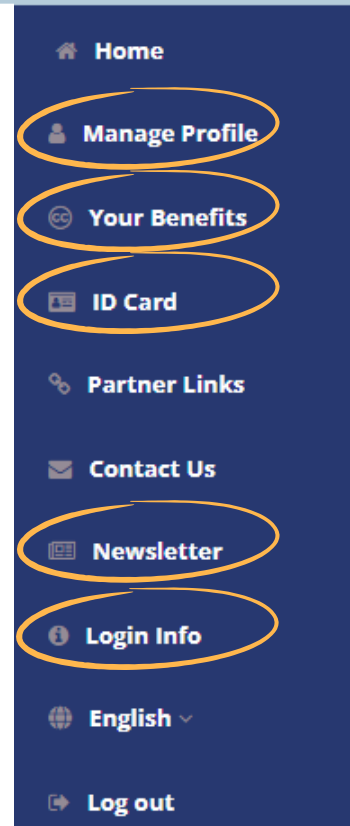 Home
Manage Profile
Your Benefits
ID Card
Partner Links
Contact Us
Newsletter
Login Info
English
Log out